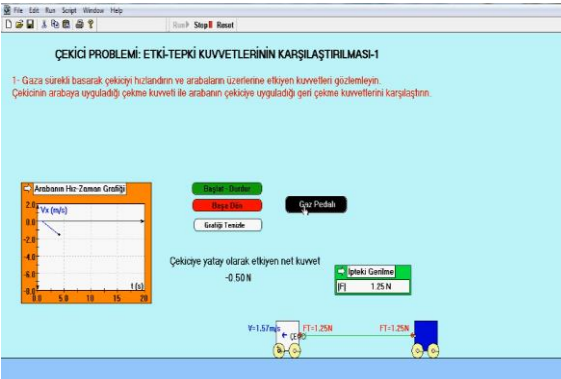 File Edit Run Script Window Help
Run Stop Reset
ÇEKİCİ PROBLEMİ: ETKİ-TEPKİ KUVVETLERİNİN KARŞILAŞTIRILMASI-1
1- Gaza sürekli basarak çekiciyi hızlandırın ve arabaların üzerlerine etkiyen kuvvetleri gözlemleyin.
Çekicinin arabaya uyguladığı çekme kuvveti ile arabanın çekiciye uyguladığı geri çekme kuvvetlerini karşılaştırın.
Arabanın Hız-Zaman Grafiği
2.0 Vx (m/s)
0.0
-2.0
-4.0
-6.0
-8.0
t (s)
0.0 5.0 10 15 20
Başlat - Durdur
Başa Dön
Grafiği Temizle
Gaz Pedalı
Çekiciye yatay olarak etkiyen net kuvvet
-0.50 N
İpteki Gerilme
|F| 1.25 N
V=1.57m/s FT=1.25N FT=1.25N